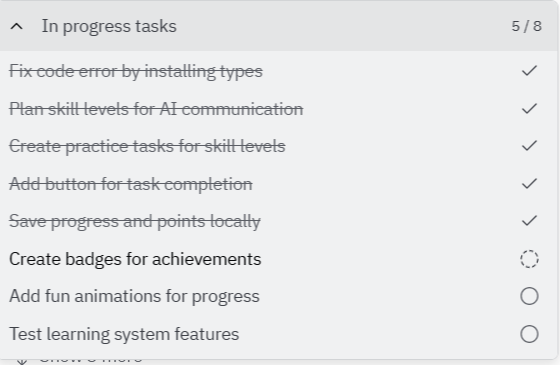 In progress tasks 5 / 8
Fix code error by installing types
Plan skill levels for AI communication
Create practice tasks for skill levels
Add button for task completion
Save progress and points locally
Create badges for achievements
Add fun animations for progress
Test learning system features